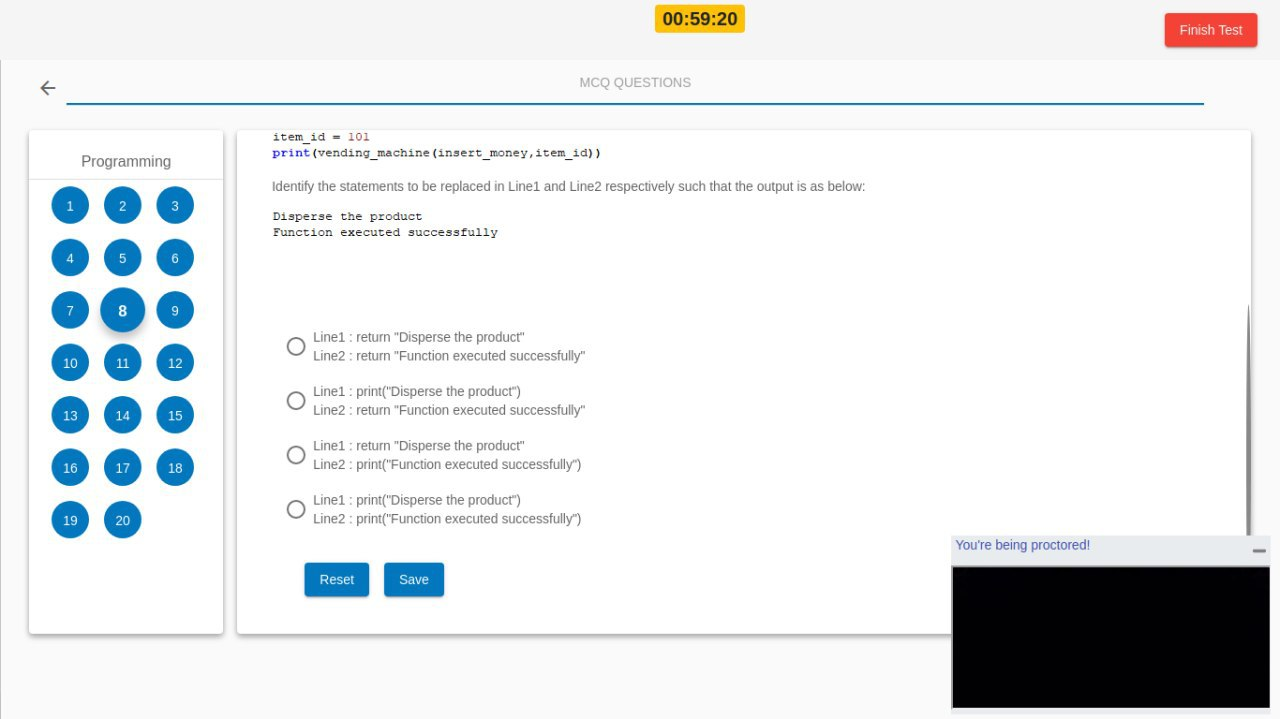 00:59:20
Finish Test
MCQ QUESTIONS
Programming
1 2 3
4 5 6
7 8 9
10 11 12
13 14 15
16 17 18
19 20
item_id = 101
print(vending_machine(insert_money,item_id))
Identify the statements to be replaced in Line1 and Line2 respectively such that the output is as below:
Disperse the product
Function executed successfully
Line1 : return "Disperse the product"
Line2 : return "Function executed successfully"
Line1 : print("Disperse the product")
Line2 : return "Function executed successfully"
Line1 : return "Disperse the product"
Line2 : print("Function executed successfully")
Line1 : print("Disperse the product")
Line2 : print("Function executed successfully")
Reset Save
You're being proctored!